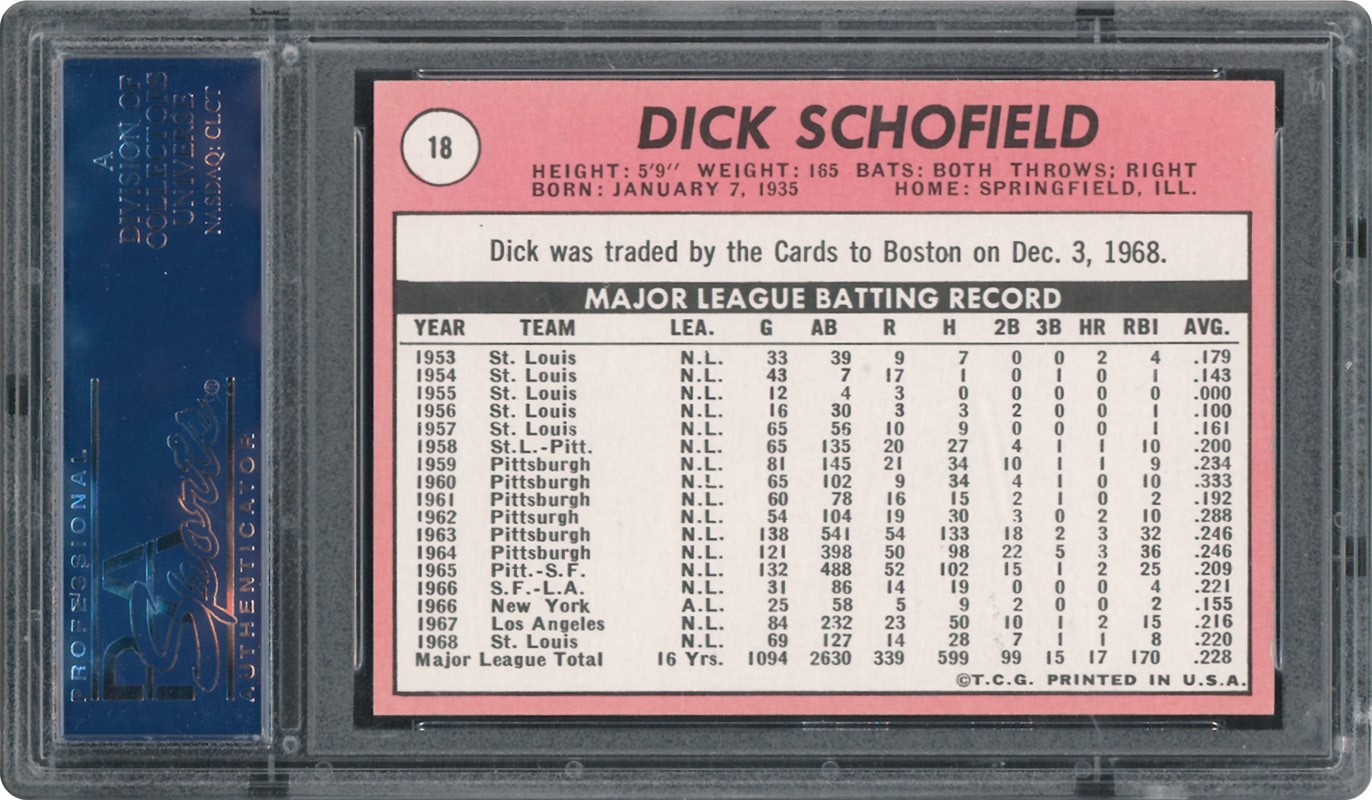 A
DIVISION OF
COLLECTORS
UNIVERSE
NASDAQ: CLCT
PROFESSIONAL
PSA
Sports®
AUTHENTICATOR
18
DICK SCHOFIELD
HEIGHT: 5'9" WEIGHT: 165 BATS: BOTH THROWS; RIGHT
BORN: JANUARY 7, 1935 HOME: SPRINGFIELD, ILL.
Dick was traded by the Cards to Boston on Dec. 3, 1968.
MAJOR LEAGUE BATTING RECORD
YEAR TEAM LEA. G AB R H 2B 3B HR RBI AVG.
1953 St. Louis N.L. 33 39 9 7 0 0 2 4 .179
1954 St. Louis N.L. 43 7 17 1 0 1 0 1 .143
1955 St. Louis N.L. 12 4 3 0 0 0 0 0 .000
1956 St. Louis N.L. 16 30 3 3 2 0 0 1 .100
1957 St. Louis N.L. 65 56 10 9 0 0 0 1 .161
1958 St.L.-Pitt. N.L. 65 135 20 27 4 1 1 10 .200
1959 Pittsburgh N.L. 81 145 21 34 10 1 1 9 .234
1960 Pittsburgh N.L. 65 102 9 34 4 1 0 10 .333
1961 Pittsburgh N.L. 60 78 16 15 2 1 0 2 .192
1962 Pittsurgh N.L. 54 104 19 30 3 0 2 10 .288
1963 Pittsburgh N.L. 138 541 54 133 18 2 3 32 .246
1964 Pittsburgh N.L. 121 398 50 98 22 5 3 36 .246
1965 Pitt.-S.F. N.L. 132 488 52 102 15 1 2 25 .209
1966 S.F.-L.A. N.L. 31 86 14 19 0 0 0 4 .221
1966 New York A.L. 25 58 5 9 2 0 0 2 .155
1967 Los Angeles N.L. 84 232 23 50 10 1 2 15 .216
1968 St. Louis N.L. 69 127 14 28 7 1 1 8 .220
Major League Total 16 Yrs. 1094 2630 339 599 99 15 17 170 .228
©T.C.G. PRINTED IN U.S.A.